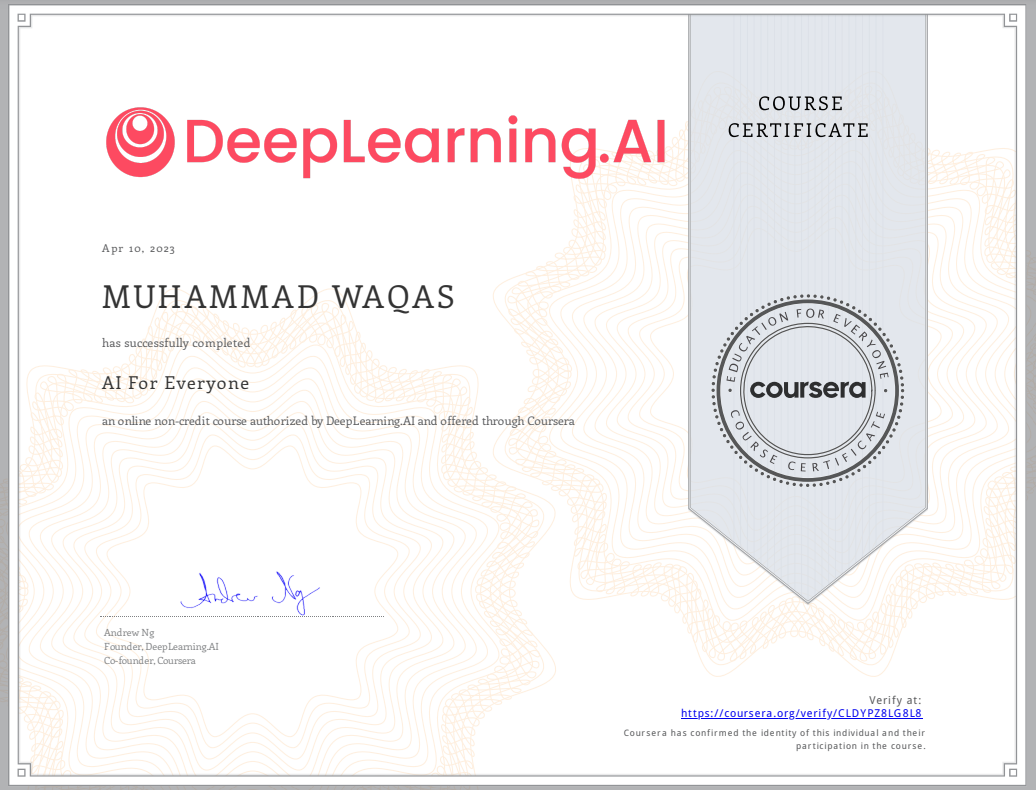 DeepLearning.AI
COURSE
CERTIFICATE
Apr 10, 2023
MUHAMMAD WAQAS
has successfully completed
AI For Everyone
an online non-credit course authorized by DeepLearning.AI and offered through Coursera
EDUCATION FOR EVERYONE
coursera
COURSE CERTIFICATE
Andrew Ng
Andrew Ng
Founder, DeepLearning.AI
Co-founder, Coursera
Verify at:
https://coursera.org/verify/CLDYPZ8LG8L8
Coursera has confirmed the identity of this individual and their
participation in the course.